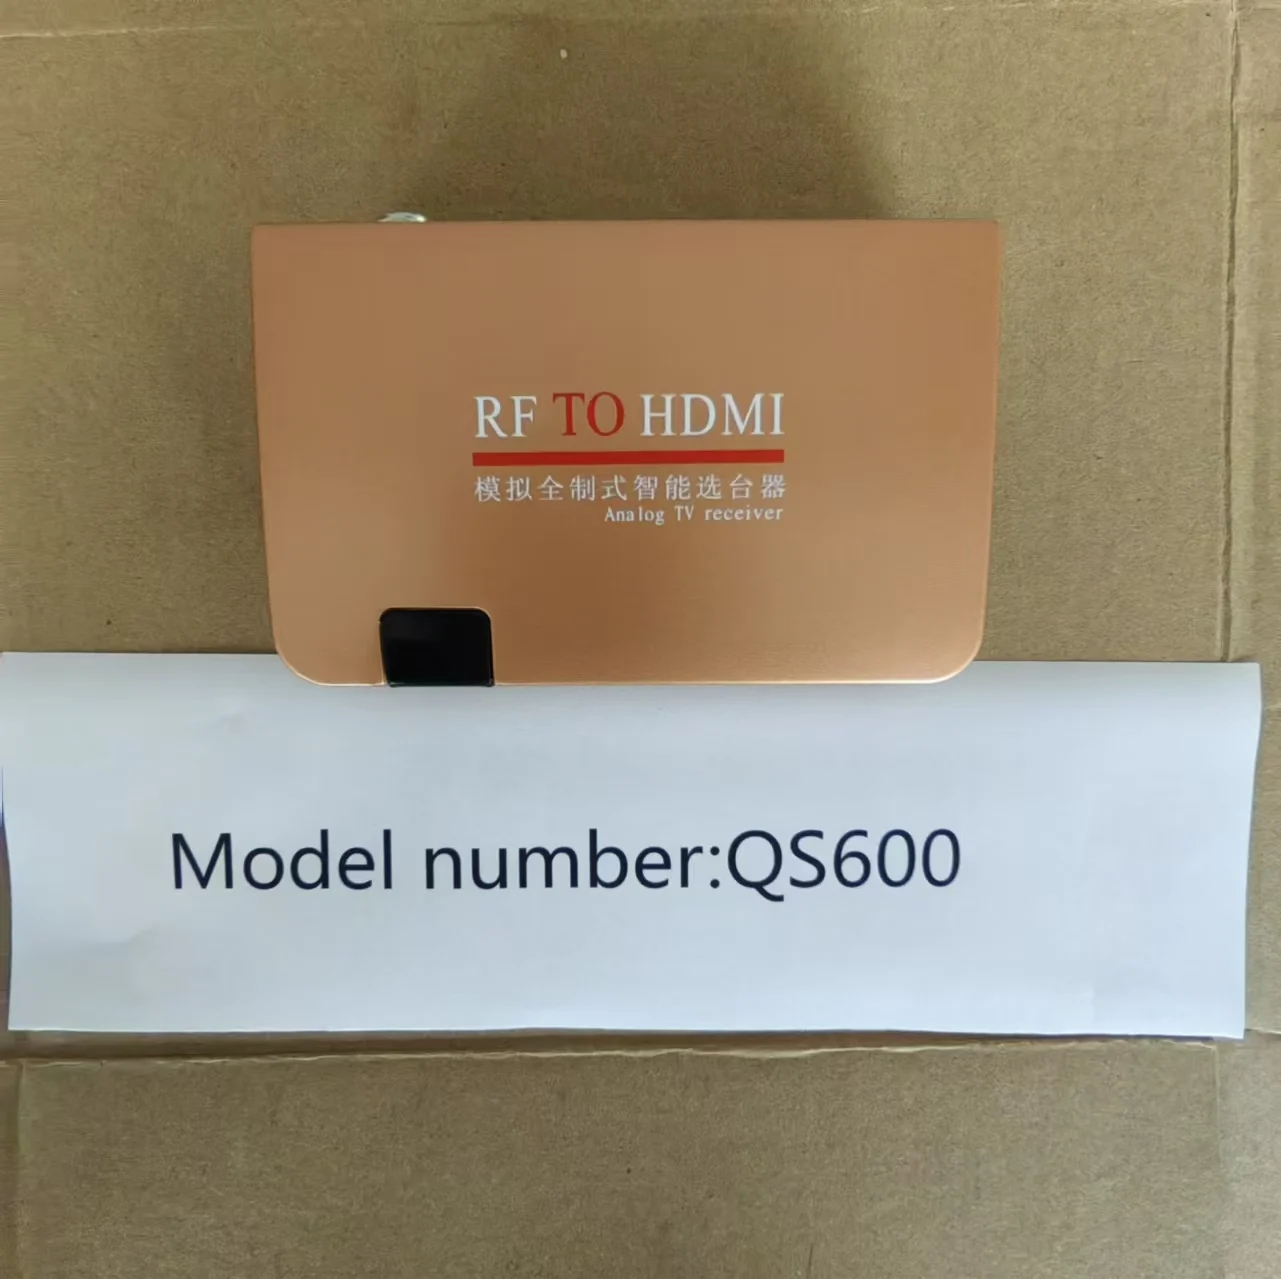 RF TO HDMI
模拟全制式智能选台器
Analog TV receiver
Model number:QS600